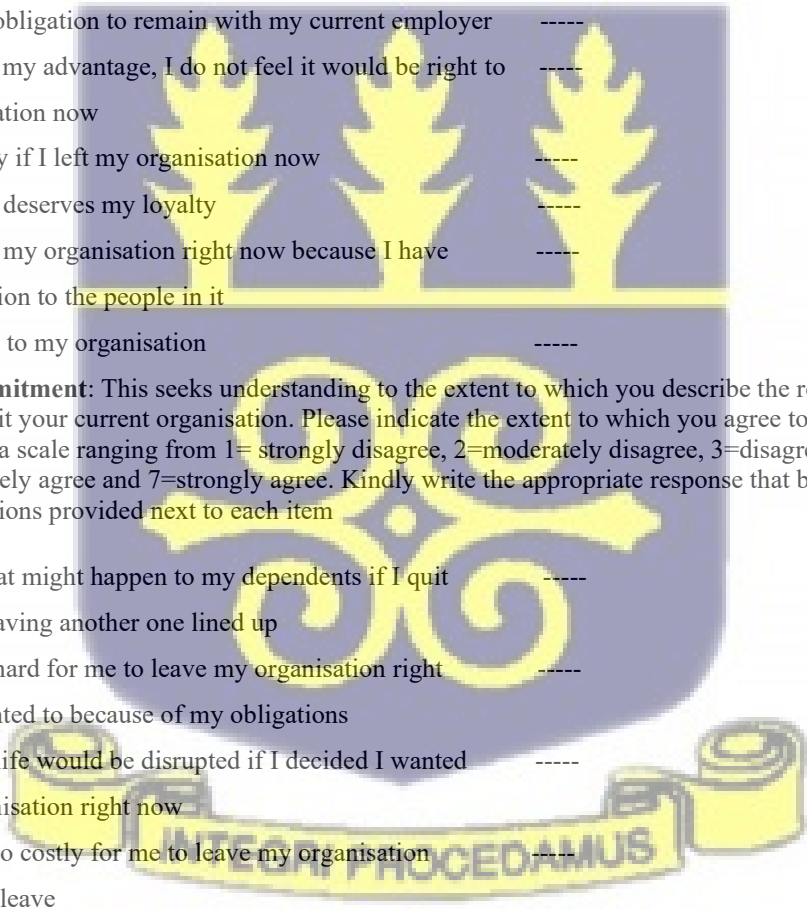 obligation to remain with my current employer -----
my advantage, I do not feel it would be right to -----
ation now
y if I left my organisation now -----
deserves my loyalty -----
my organisation right now because I have -----
ion to the people in it
to my organisation -----
mitment: This seeks understanding to the extent to which you describe the r
it your current organisation. Please indicate the extent to which you agree to
a scale ranging from 1= strongly disagree, 2=moderately disagree, 3=disagre
ely agree and 7=strongly agree. Kindly write the appropriate response that b
ions provided next to each item
at might happen to my dependents if I quit -----
aving another one lined up
hard for me to leave my organisation right -----
nted to because of my obligations
life would be disrupted if I decided I wanted -----
nisation right now
o costly for me to leave my organisation -----
leave
INTEGRI PROCEDAMUS